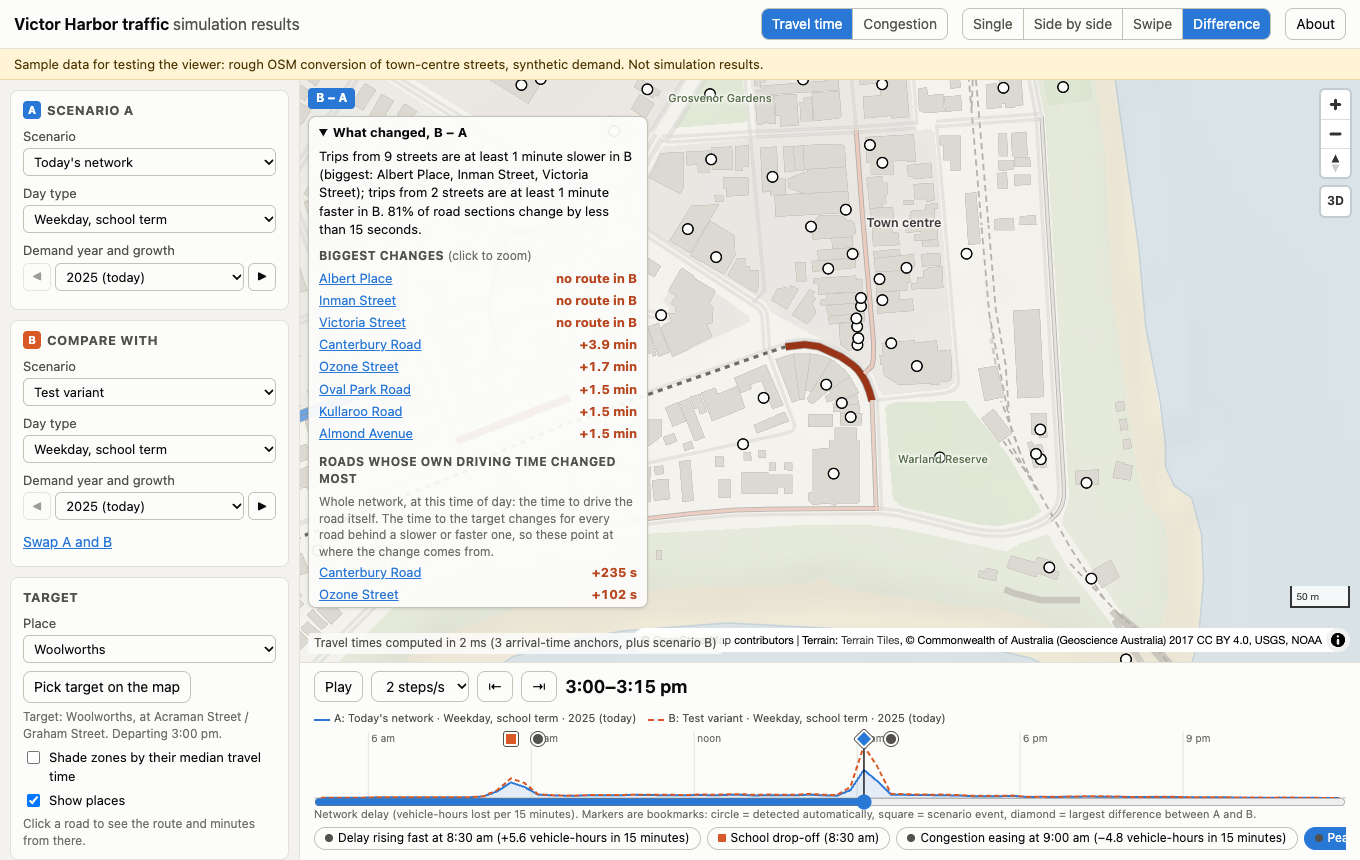 Victor Harbor traffic simulation results
Travel time
Congestion
Single
Side by side
Swipe
Difference
About
Sample data for testing the viewer: rough OSM conversion of town-centre streets, synthetic demand. Not simulation results.
A SCENARIO A
Scenario
Today's network
Day type
Weekday, school term
Demand year and growth
◀ 2025 (today) ▶
B COMPARE WITH
Scenario
Test variant
Day type
Weekday, school term
Demand year and growth
◀ 2025 (today) ▶
Swap A and B
TARGET
Place
Woolworths
Pick target on the map
Target: Woolworths, at Acraman Street /
Graham Street. Departing 3:00 pm.
Shade zones by their median travel
time
Show places
Click a road to see the route and minutes
from there.
B – A
▼ What changed, B – A
Trips from 9 streets are at least 1 minute slower in B
(biggest: Albert Place, Inman Street, Victoria
Street); trips from 2 streets are at least 1 minute
faster in B. 81% of road sections change by less
than 15 seconds.
BIGGEST CHANGES (click to zoom)
Albert Place no route in B
Inman Street no route in B
Victoria Street no route in B
Canterbury Road +3.9 min
Ozone Street +1.7 min
Oval Park Road +1.5 min
Kullaroo Road +1.5 min
Almond Avenue +1.5 min
ROADS WHOSE OWN DRIVING TIME CHANGED
MOST
Whole network, at this time of day: the time to drive the
road itself. The time to the target changes for every
road behind a slower or faster one, so these point at
where the change comes from.
Canterbury Road +235 s
Ozone Street +102 s
Grosvenor Gardens
Town centre
Warland Reserve
+
−
3D
50 m
Travel times computed in 2 ms (3 arrival-time anchors, plus scenario B)
p contributors | Terrain: Terrain Tiles, © Commonwealth of Australia (Geoscience Australia) 2017 CC BY 4.0, USGS, NOAA
Play
2 steps/s
⇤
⇥
3:00–3:15 pm
A: Today's network · Weekday, school term · 2025 (today) B: Test variant · Weekday, school term · 2025 (today)
6 am
noon
6 pm
9 pm
Network delay (vehicle-hours lost per 15 minutes). Markers are bookmarks: circle = detected automatically, square = scenario event, diamond = largest difference between A and B.
Delay rising fast at 8:30 am (+5.6 vehicle-hours in 15 minutes)
School drop-off (8:30 am)
Congestion easing at 9:00 am (−4.8 vehicle-hours in 15 minutes)